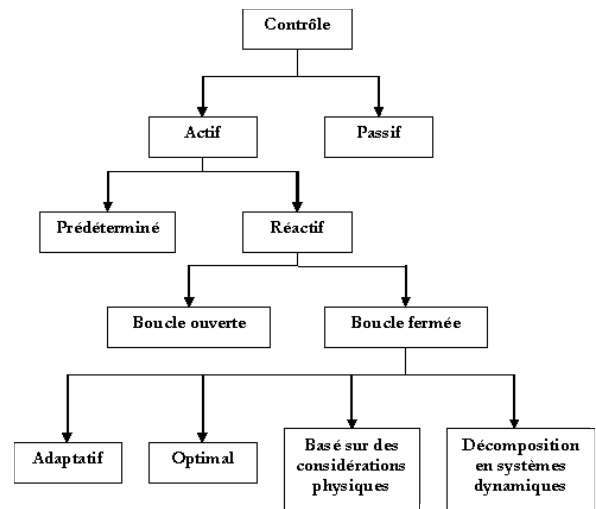 Contrôle
Actif
Passif
Prédéterminé
Réactif
Boucle ouverte
Boucle fermée
Adaptatif
Optimal
Basé sur des
considérations
physiques
Décomposition
en systèmes
dynamiques